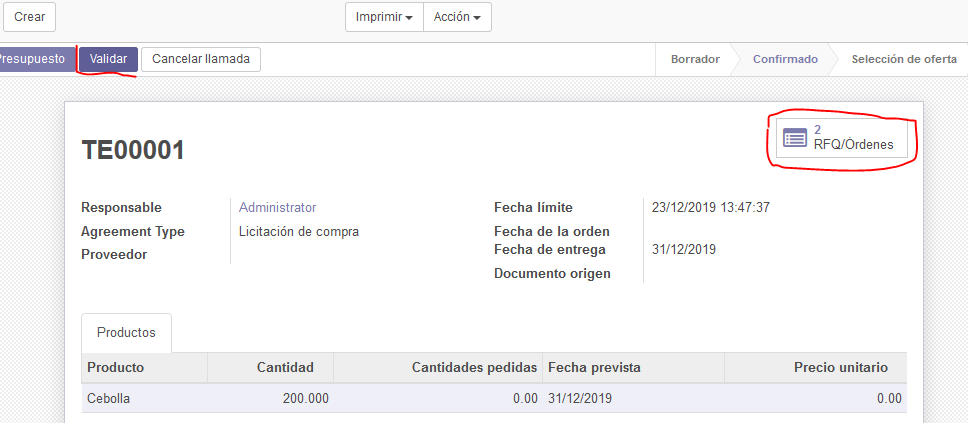 Crear
Imprimir Acción
Presupuesto Validar Cancelar llamada Borrador Confirmado Selección de oferta
2
RFQ/Órdenes
TE00001
Responsable Administrator Fecha límite 23/12/2019 13:47:37
Agreement Type Licitación de compra Fecha de la orden
Proveedor Fecha de entrega 31/12/2019
Documento origen
Productos
Producto Cantidad Cantidades pedidas Fecha prevista Precio unitario
Cebolla 200.000 0.00 31/12/2019 0.00